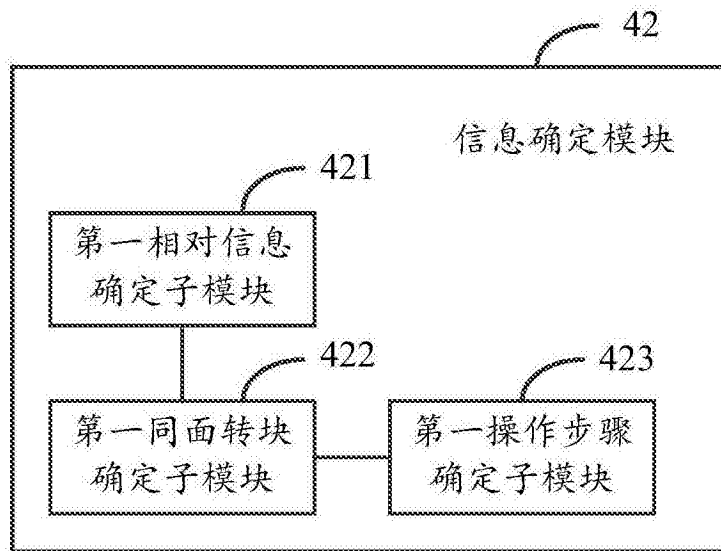 42
信息确定模块
421
第一相对信息
确定子模块
422
第一同面转块
确定子模块
423
第一操作步骤
确定子模块